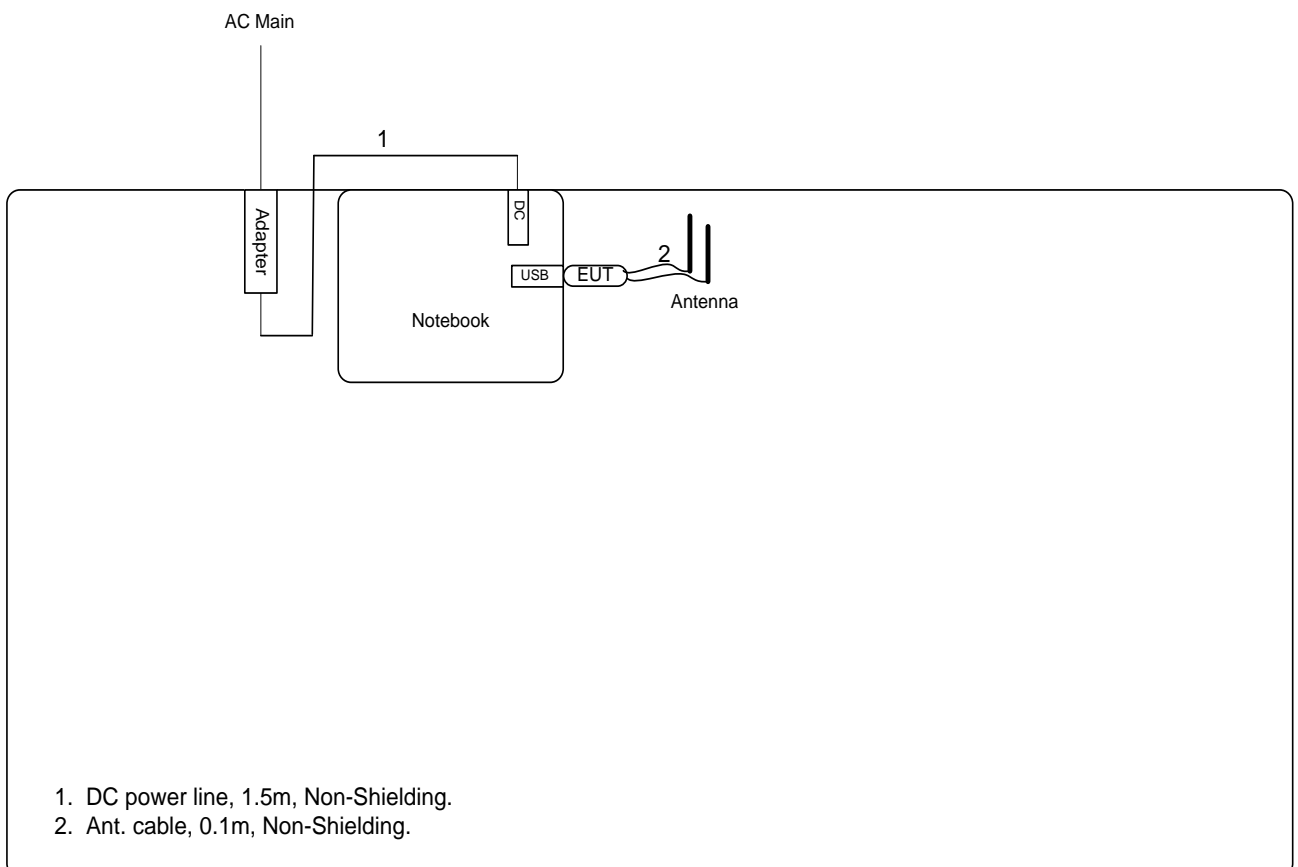 AC Main
1
Adapter
DC
2
USB
EUT
Antenna
Notebook
1. DC power line, 1.5m, Non-Shielding.
2. Ant. cable, 0.1m, Non-Shielding.